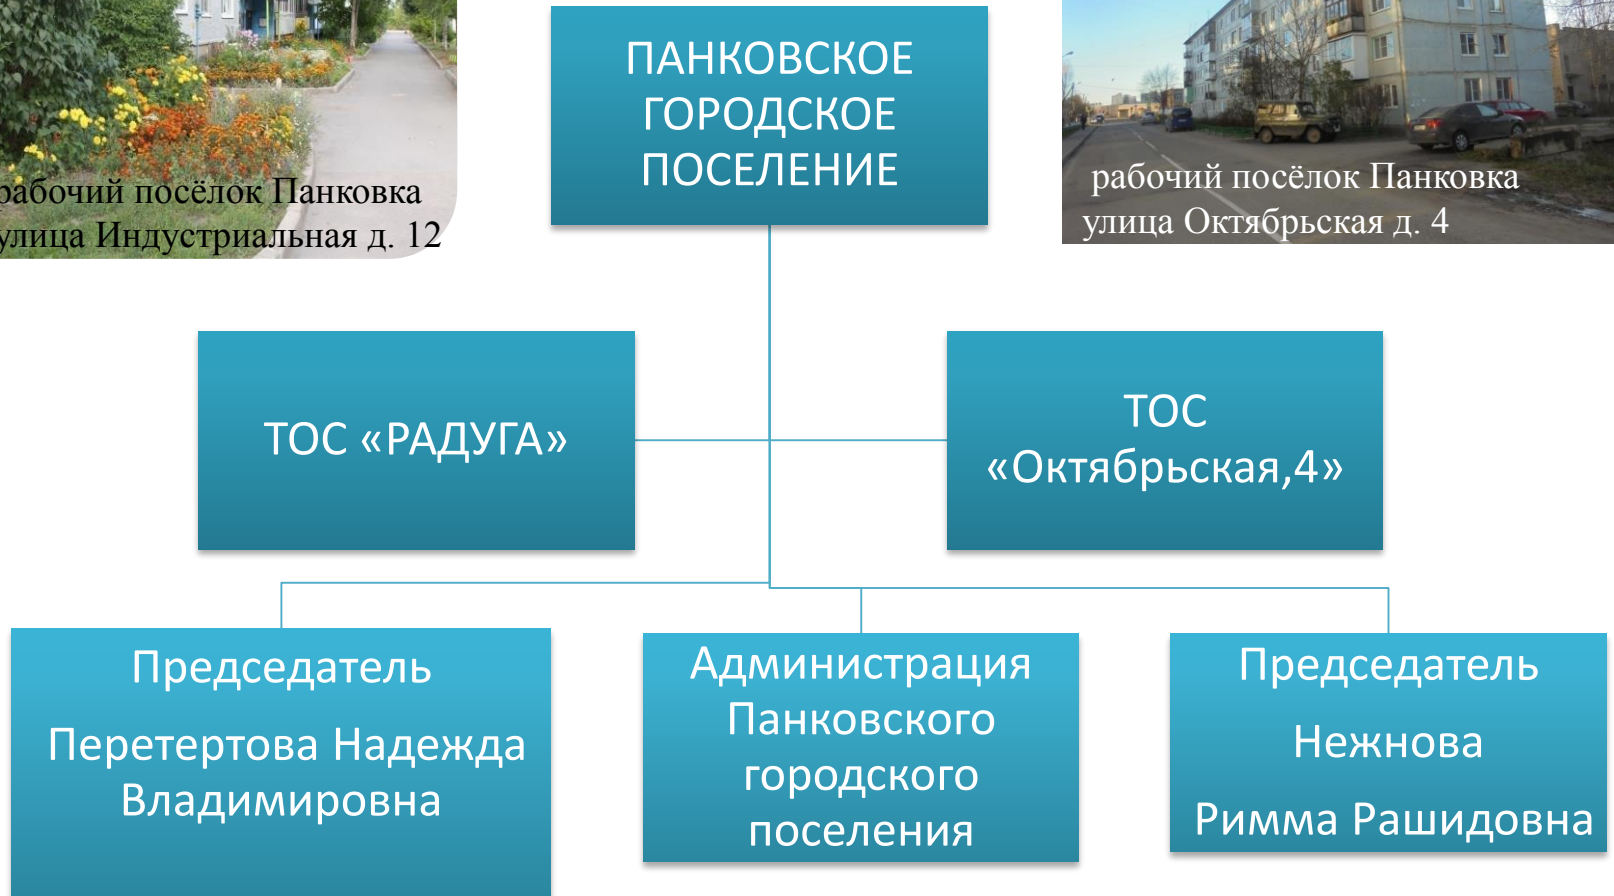 ПАНКОВСКОЕ
ГОРОДСКОЕ
ПОСЕЛЕНИЕ
рабочий посёлок Панковка
улица Индустриальная д. 12
рабочий посёлок Панковка
улица Октябрьская д. 4
ТОС «РАДУГА»
ТОС
«Октябрьская,4»
Председатель
Перетертова Надежда
Владимировна
Администрация
Панковского
городского
поселения
Председатель
Нежнова
Римма Рашидовна